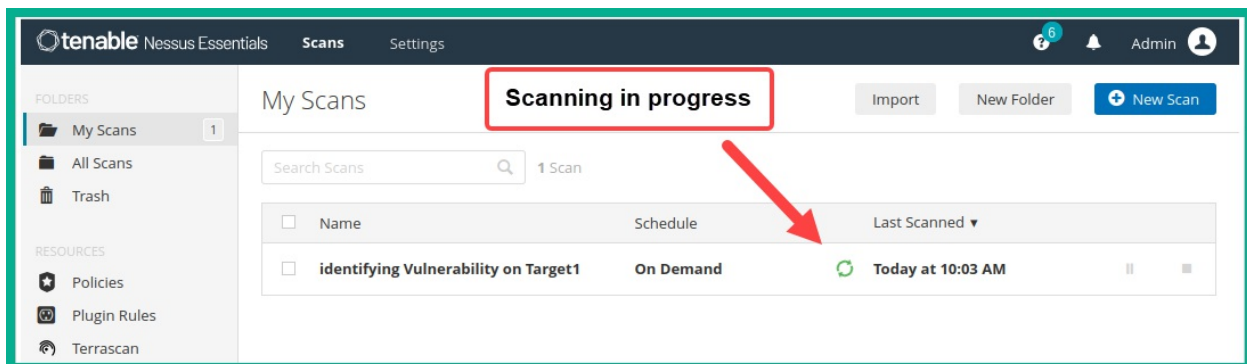 tenable Nessus Essentials Scans Settings 6 Admin
FOLDERS
My Scans 1
All Scans
Trash
RESOURCES
Policies
Plugin Rules
Terrascan
My Scans
Scanning in progress
Import New Folder New Scan
Search Scans 1 Scan
Name Schedule Last Scanned ▼
identifying Vulnerability on Target1 On Demand Today at 10:03 AM